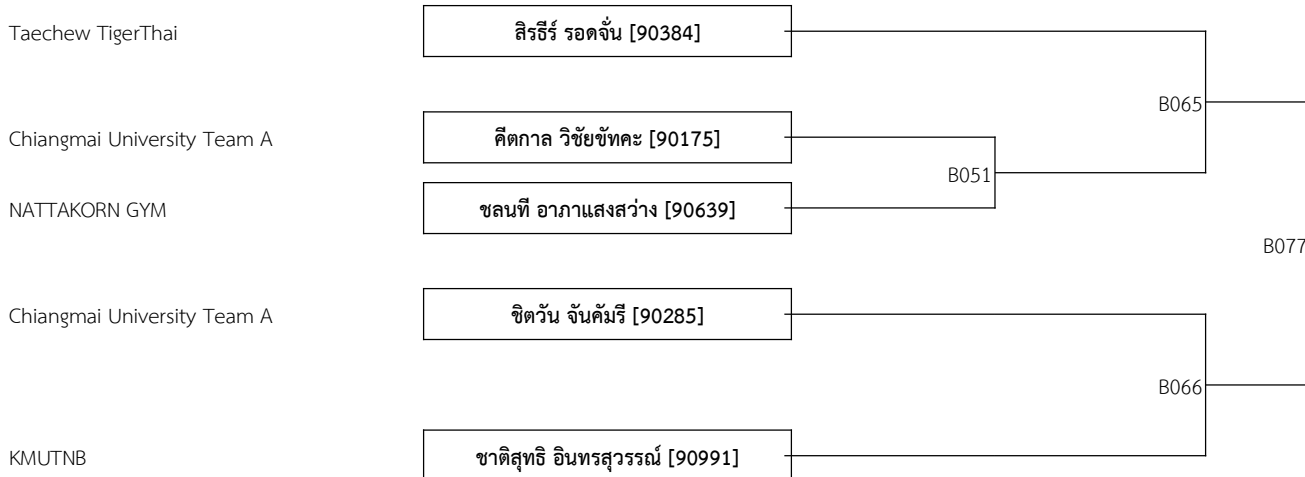 Taechew TigerThai
สิรธีร์ รอดจั่น [90384]
B065
Chiangmai University Team A
คีตกาล วิชัยขัทคะ [90175]
B051
NATTAKORN GYM
ชลนที อาภาแสงสว่าง [90639]
B077
Chiangmai University Team A
ชิตวัน จันคัมรี [90285]
B066
KMUTNB
ชาติสุทธิ อินทรสุวรรณ์ [90991]